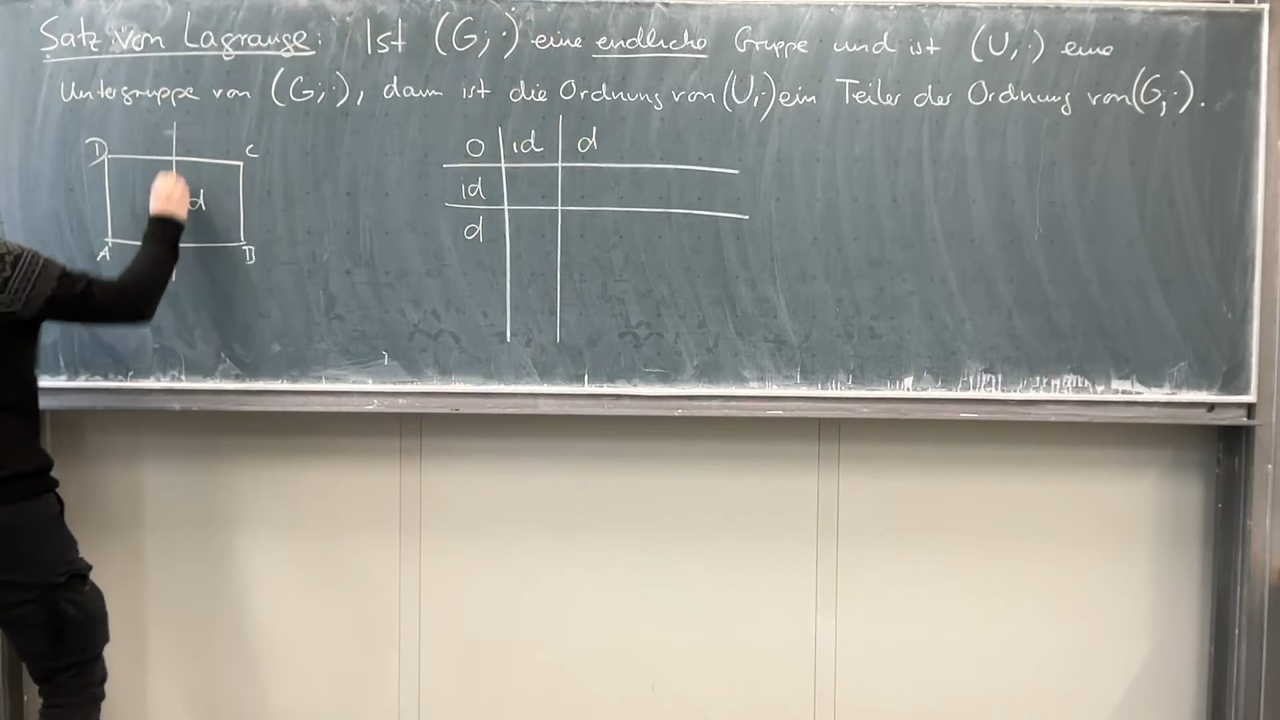 Satz von Lagrange: Ist (G,·) eine endliche Gruppe und ist (U,·) eine
Untergruppe von (G,·), dann ist die Ordnung von (U,·) ein Teiler der Ordnung von (G,·).
D C
d
A B
o id d
id
d